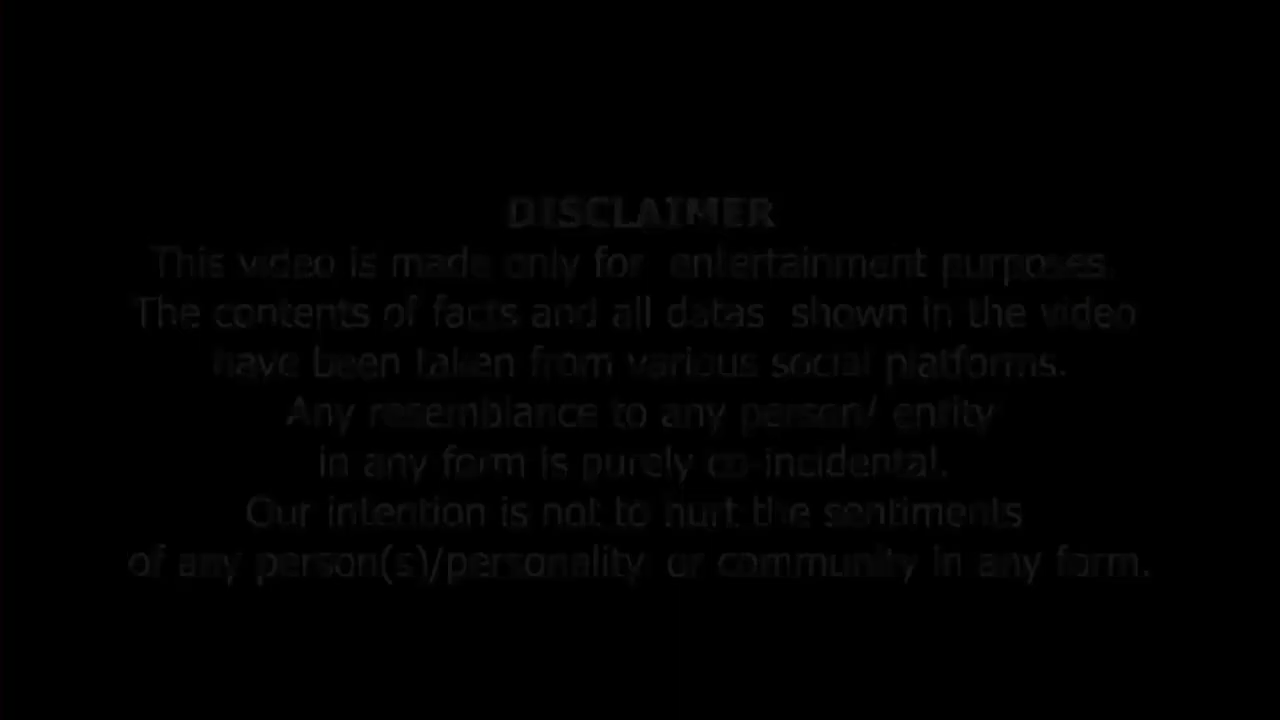 DISCLAIMER
This video is made only for entertainment purposes.
The contents of facts and all datas shown in the video
have been taken from various social platforms.
Any resemblance to any person/ entity
in any form is purely co-incidental.
Our intention is not to hurt the sentiments
of any person(s)/personality or community in any form.